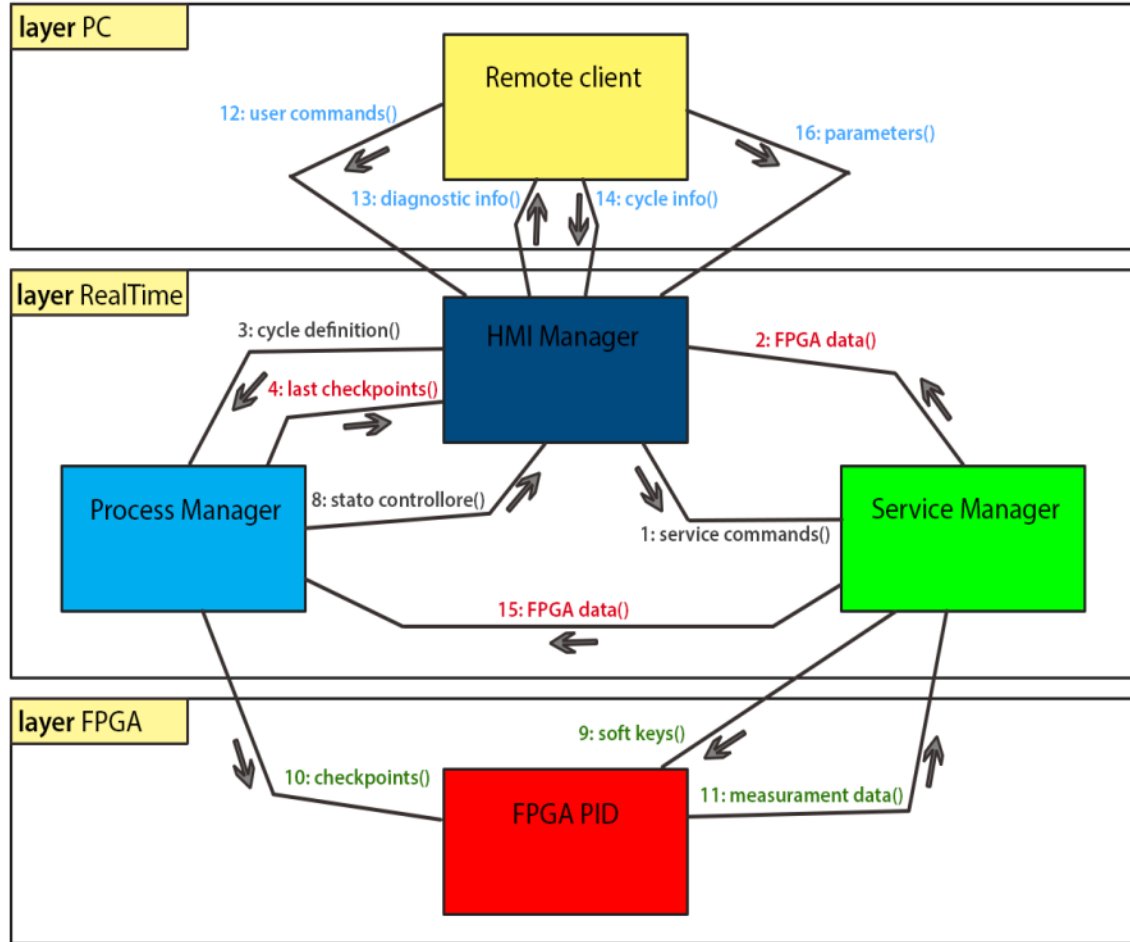 layer PC
Remote client
12: user commands()
16: parameters()
13: diagnostic info()
14: cycle info()
layer RealTime
3: cycle definition()
HMI Manager
2: FPGA data()
4: last checkpoints()
Process Manager
8: stato controllore()
Service Manager
1: service commands()
15: FPGA data()
layer FPGA
9: soft keys()
10: checkpoints()
11: measurament data()
FPGA PID